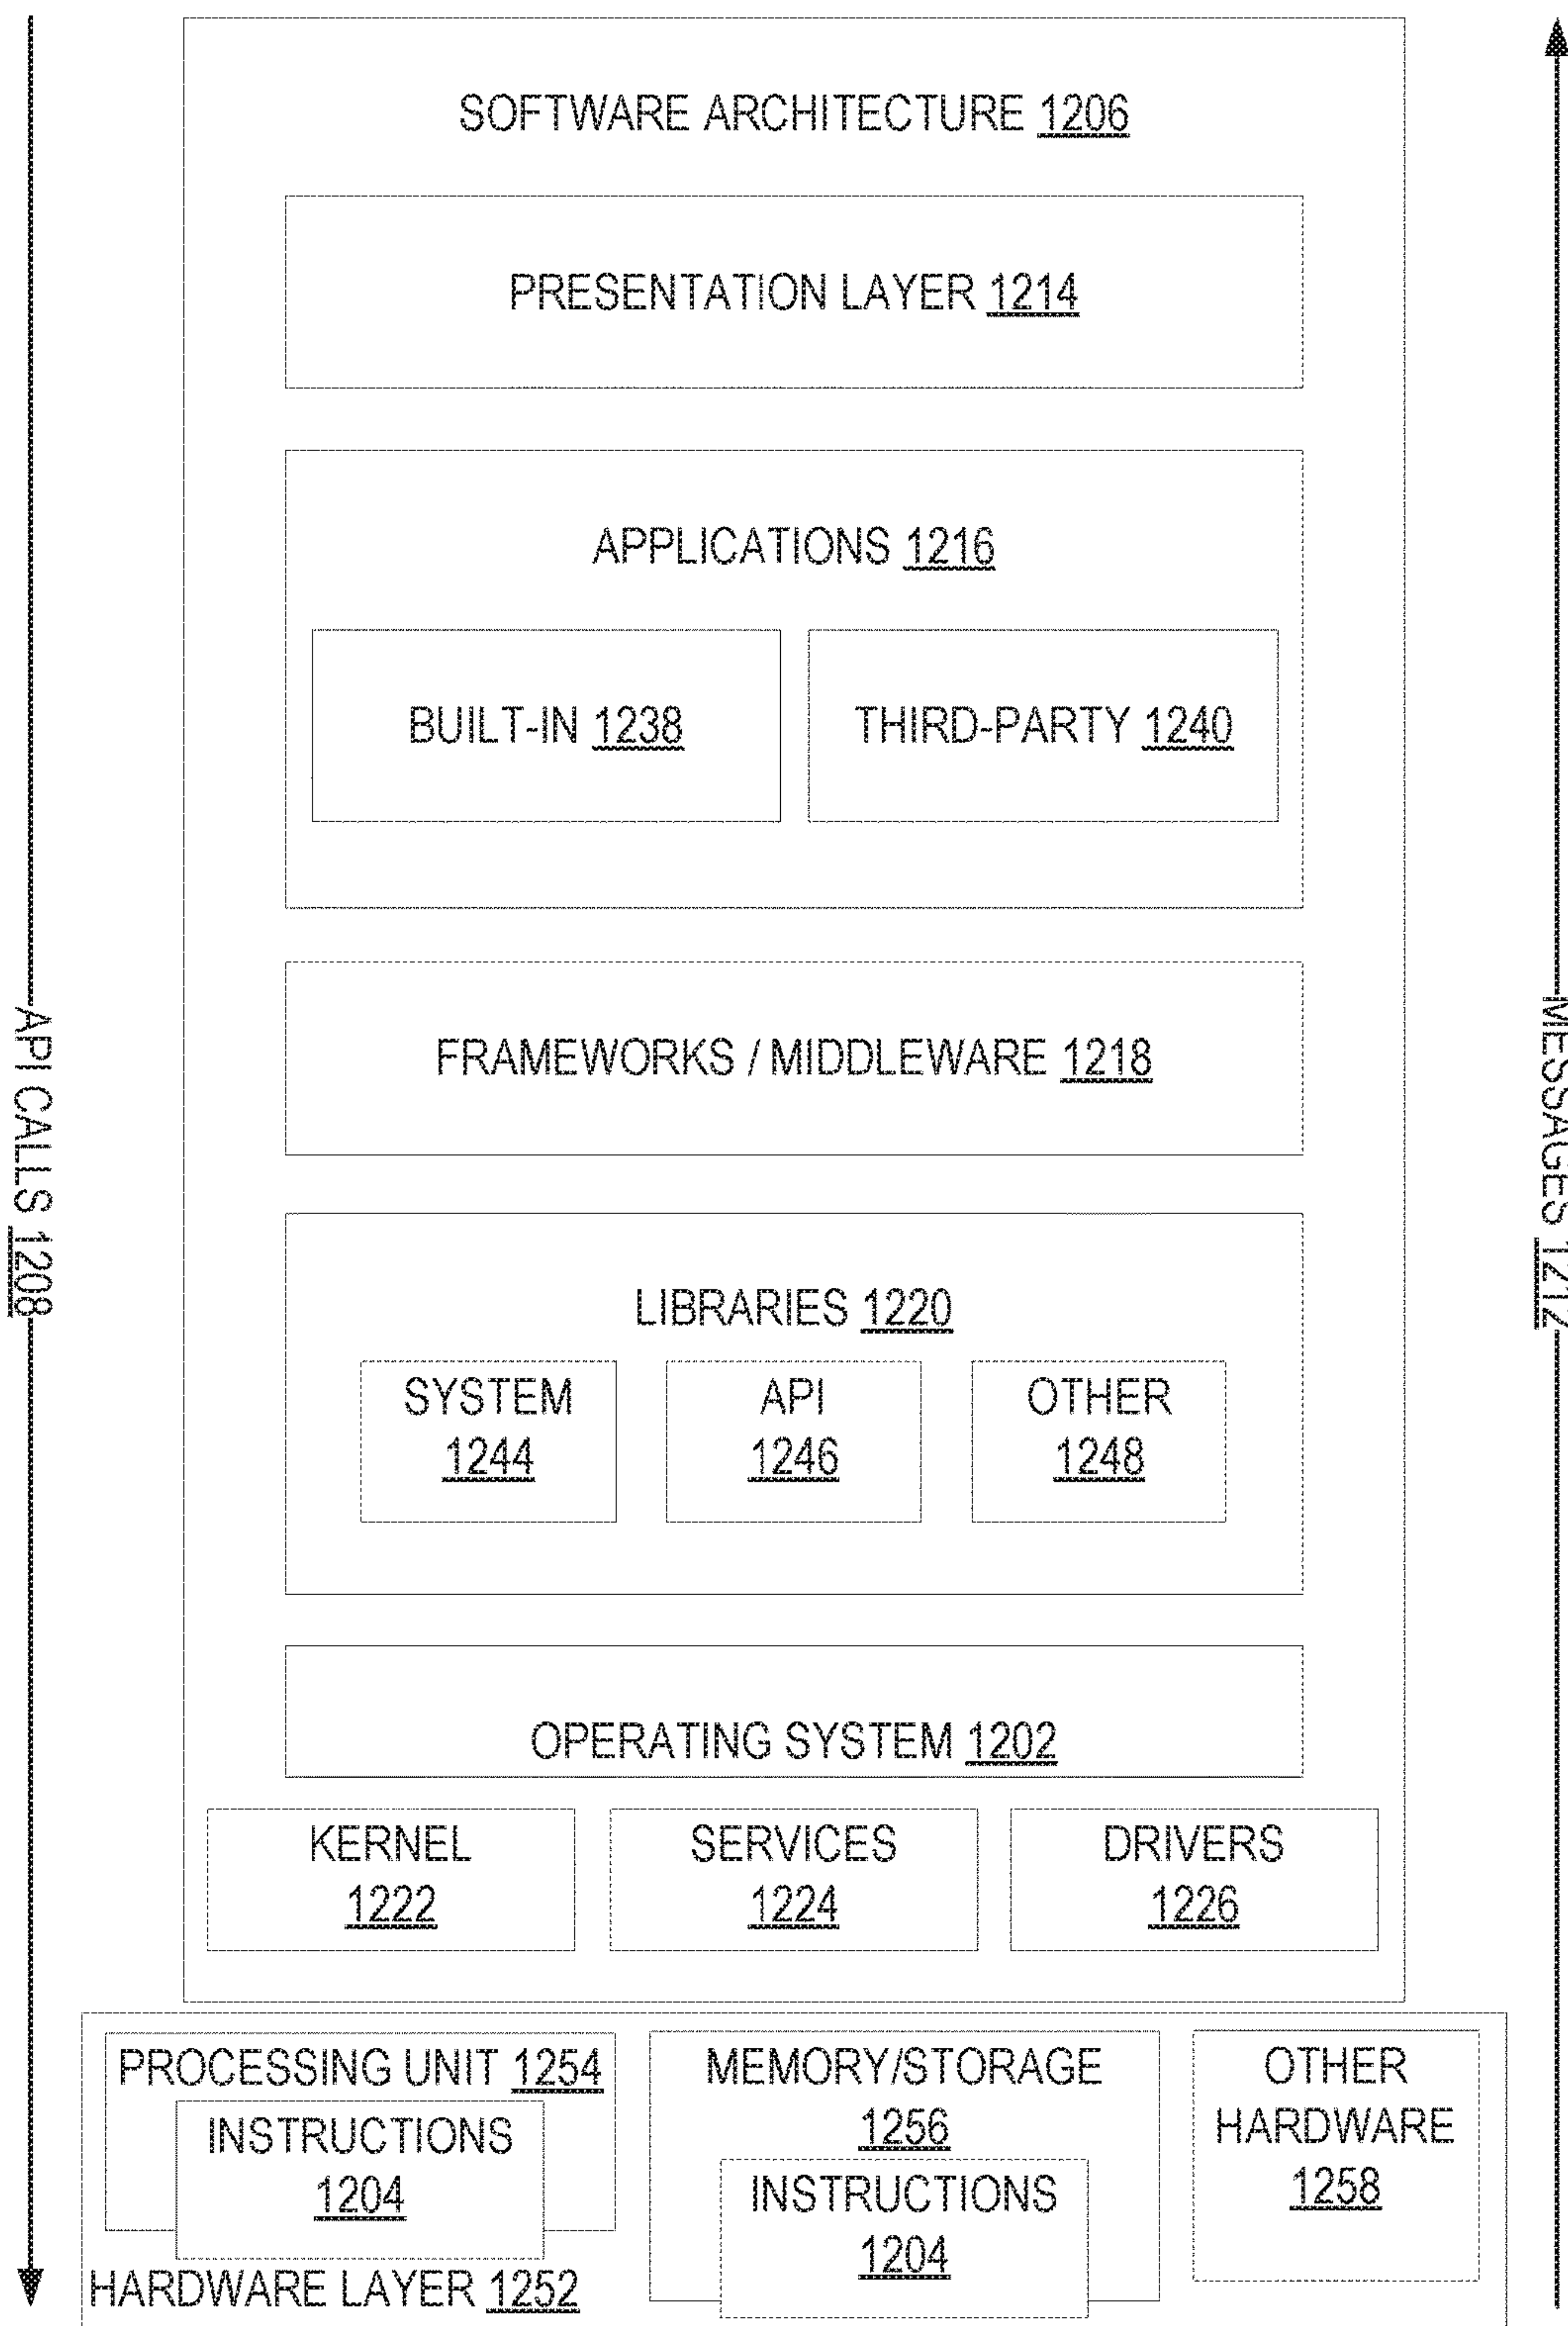 SOFTWARE ARCHITECTURE 1206
PRESENTATION LAYER 1214
APPLICATIONS 1216
BUILT-IN 1238
THIRD-PARTY 1240
FRAMEWORKS / MIDDLEWARE 1218
API CALLS 1208
MESSAGES 1212
LIBRARIES 1220
SYSTEM
1244
API
1246
OTHER
1248
OPERATING SYSTEM 1202
KERNEL
1222
SERVICES
1224
DRIVERS
1226
PROCESSING UNIT 1254
INSTRUCTIONS
1204
MEMORY/STORAGE
1256
INSTRUCTIONS
1204
OTHER
HARDWARE
1258
HARDWARE LAYER 1252